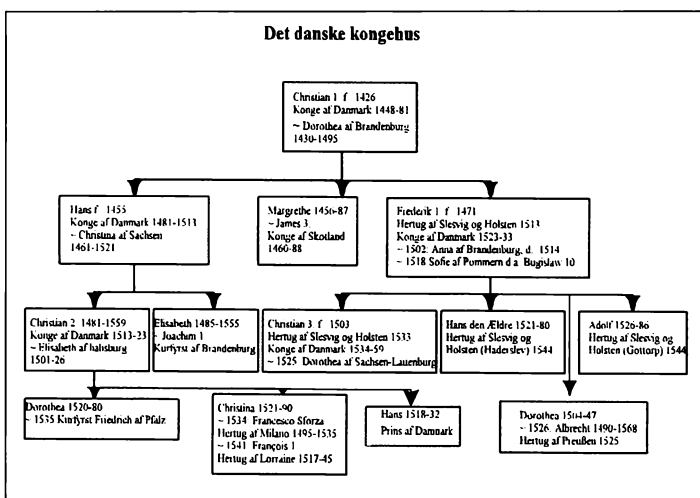 Det danske kongehus
Christian 1 f 1426
Konge af Danmark 1448-81
~ Dorothea af Brandenburg
1430-1495
Hans f 1455
Konge af Danmark 1481-1513
~ Christina af Sachsen
1461-1521
Margrethe 1456-87
~ James 3.
Konge af Skotland
1460-88
Frederik 1 f 1471
Hertug af Slesvig og Holsten 1513
Konge af Danmark 1523-33
~ 1502. Anna af Brandenburg, d. 1514
~ 1518 Sofie af Pommern d a Bugislaw 10
Christian 2 1481-1559
Konge af Danmark 1513-23
~ Elisabeth af
1501-26
Elisabeth 1485-1555
~ Joachim 1
Kurfyrst af Brandenburg
Christian 3 f 1503
Hertug af Slesvig og Holsten 1533
Konge af Danmark 1534-59
~ 1525 Dorothea af Sachsen-Lauenburg
Hans den Ældre 1521-80
Hertug af Slesvig og
Holsten (Haderslev) 1544
Adolf 1526-86
Hertug af Slesvig og
Holsten (Gottorp) 1544
Dorothea 1520-80
~ 1535 Kurfyrst Friedrich af Pfalz
Christina 1521-90
~ 1534 Francesco Sforza
Hertug af Milano 1495-1535
~ 1541 François 1
Hertug af Lorraine 1517-45
Hans 1518-32
Prins af Danmark
Dorothea 1504-47
~ 1526. Albrecht 1490-1568
Hertug af Preußen 1525